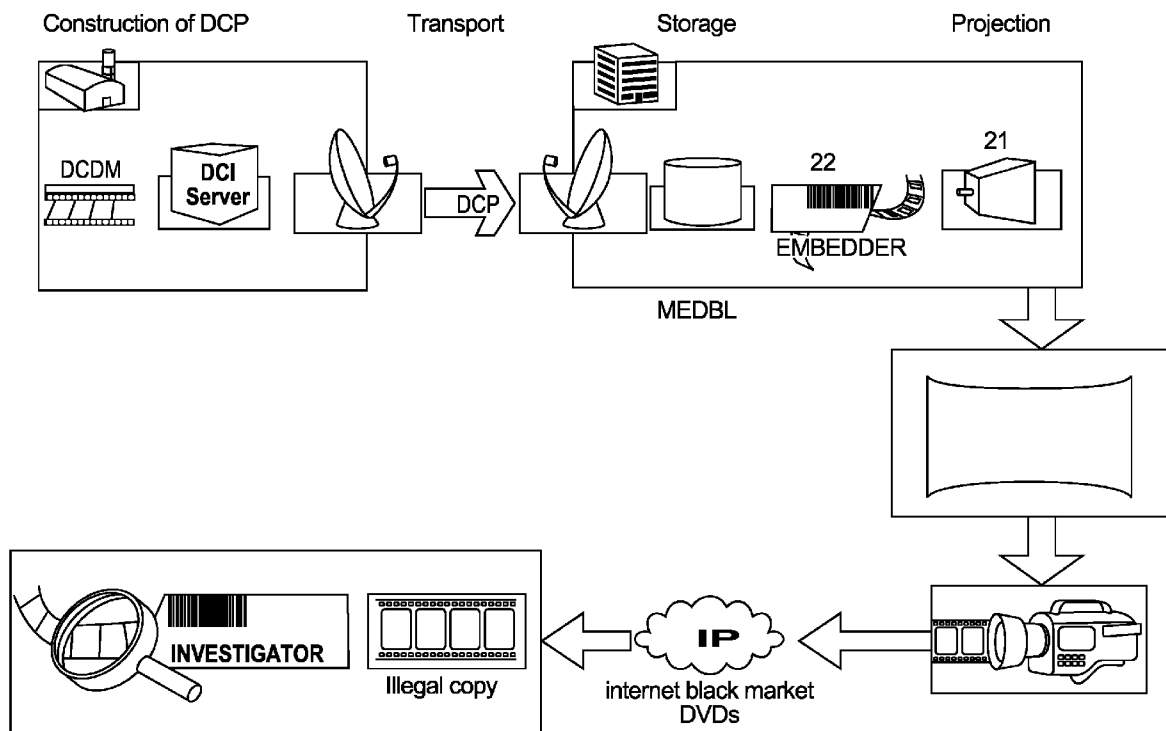 Construction of DCP
Transport
Storage
Projection
DCDM
DCI
Server
DCP
22
21
EMBEDDER
MEDBL
INVESTIGATOR
Illegal copy
IP
internet black market
DVDs